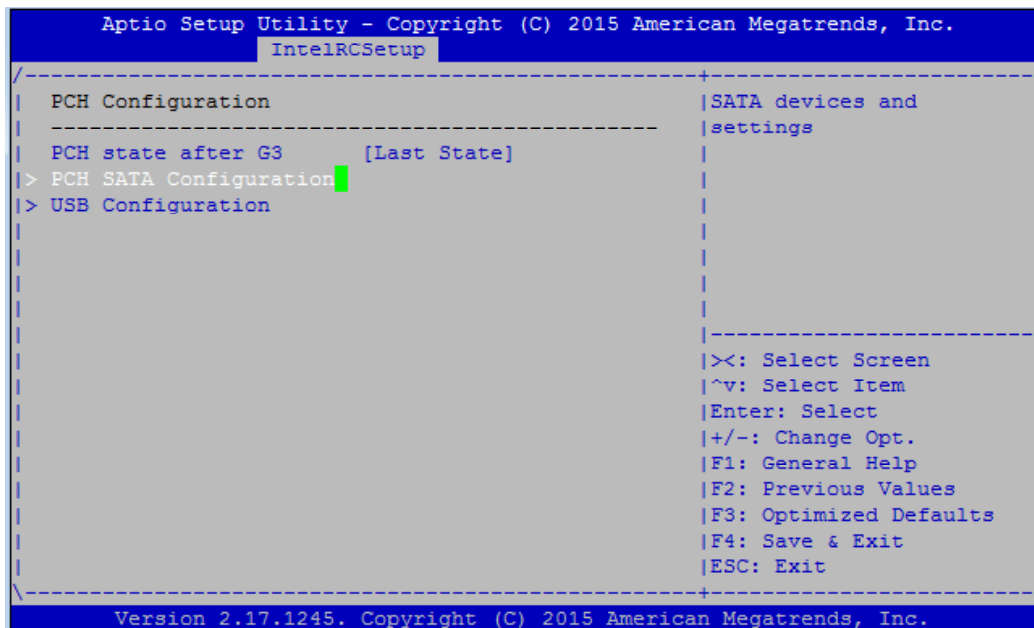 Aptio Setup Utility - Copyright (C) 2015 American Megatrends, Inc.
IntelRCSetup
PCH Configuration
SATA devices and
settings
PCH state after G3 [Last State]
> PCH SATA Configuration
> USB Configuration
><: Select Screen
^v: Select Item
Enter: Select
+/-: Change Opt.
F1: General Help
F2: Previous Values
F3: Optimized Defaults
F4: Save & Exit
ESC: Exit
Version 2.17.1245. Copyright (C) 2015 American Megatrends, Inc.